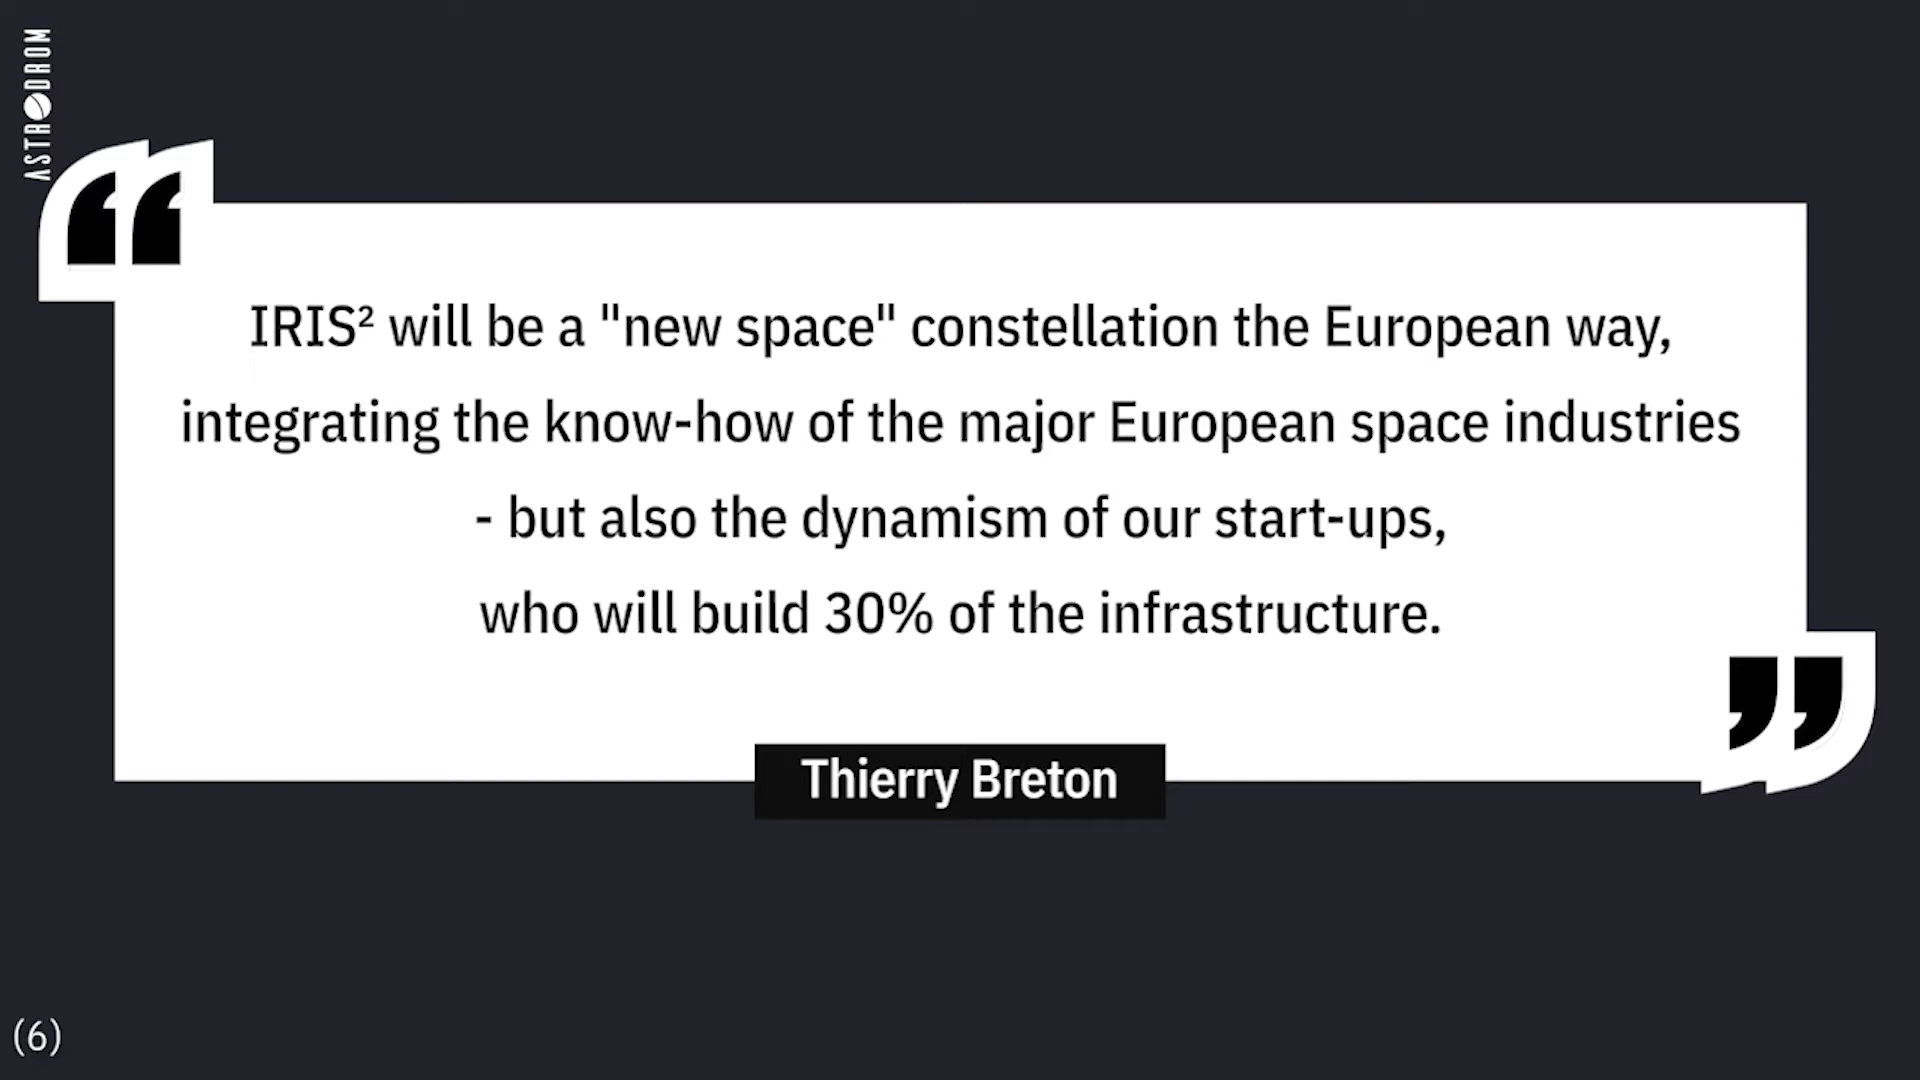 ASTRODROM
IRIS² will be a "new space" constellation the European way,
integrating the know-how of the major European space industries
- but also the dynamism of our start-ups,
who will build 30% of the infrastructure.
Thierry Breton
(6)